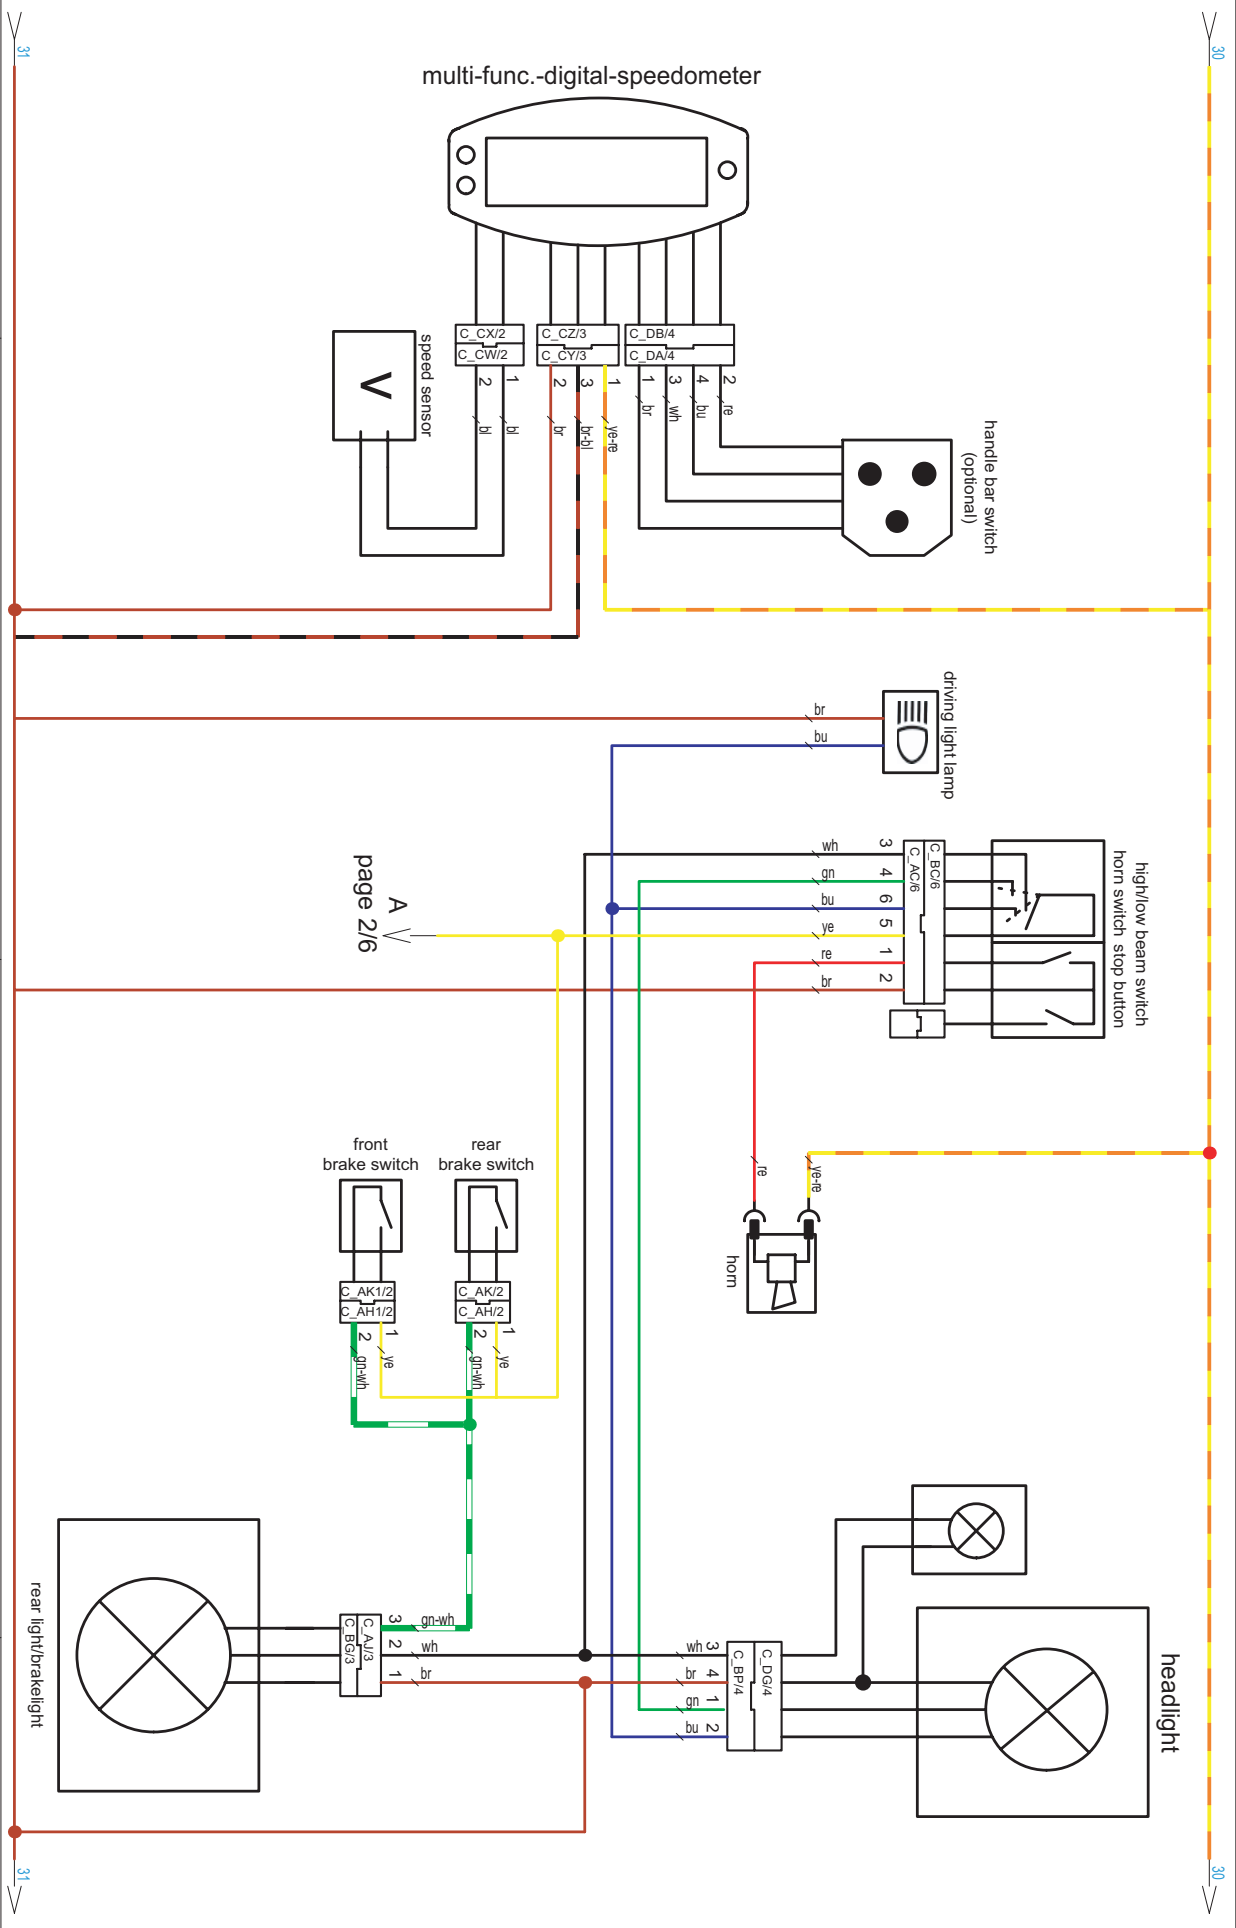 31
30
multi-func.-digital-speedometer
C_CX/2
C_CW/2
C_CZ/3
C_CY/3
C_DB/4
C_DA/4
2
1
2
3
1
1
3
4
2
bl
bl
br
br-bl
ye-re
br
wh
bu
re
V
speed sensor
handle bar switch
(optional)
driving light lamp
br
bu
high/low beam switch
horn switch stop button
C_BC/6
C_AC/6
3
4
6
5
1
2
wh
gn
bu
ye
re
br
A
page 2/6
front
brake switch
rear
brake switch
C_AK1/2
C_AH1/2
C_AK/2
C_AH/2
2
1
2
1
gn-wh
ye
gn-wh
ye
re
ye-re
horn
rear light/brakelight
C_AJ/3
C_BG/3
3
2
1
gn-wh
wh
br
wh
br
gn
bu
3
4
1
2
C_DG/4
C_BP/4
headlight
31
30